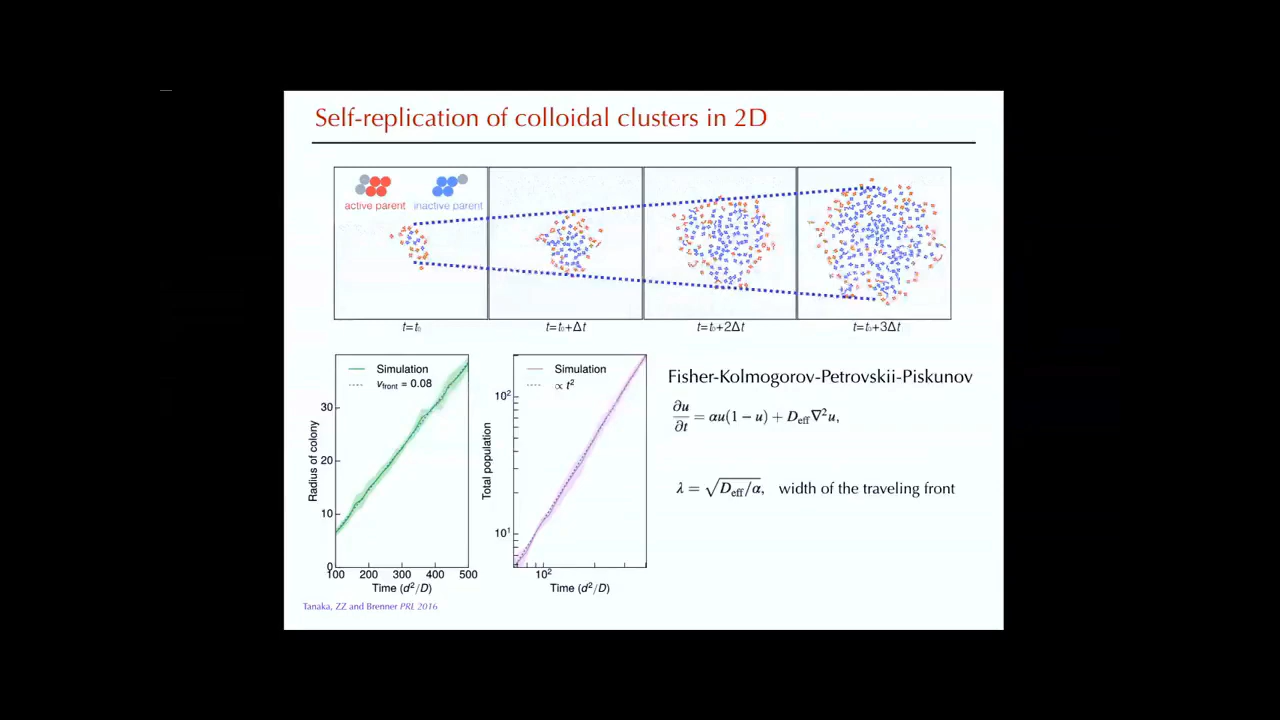 Self-replication of colloidal clusters in 2D
active parent
inactive parent
t=t₀
t=t₀+Δt
t=t₀+2Δt
t=t₀+3Δt
Simulation
v_front = 0.08
30
20
10
0
Radius of colony
100 200 300 400 500
Time (d²/D)
Simulation
∝ t²
10²
10¹
Total population
10²
Time (d²/D)
Fisher-Kolmogorov-Petrovskii-Piskunov
∂u/∂t = αu(1 − u) + D_eff∇²u,
λ = √(D_eff/α), width of the traveling front
Tanaka, ZZ and Brenner PRL 2016